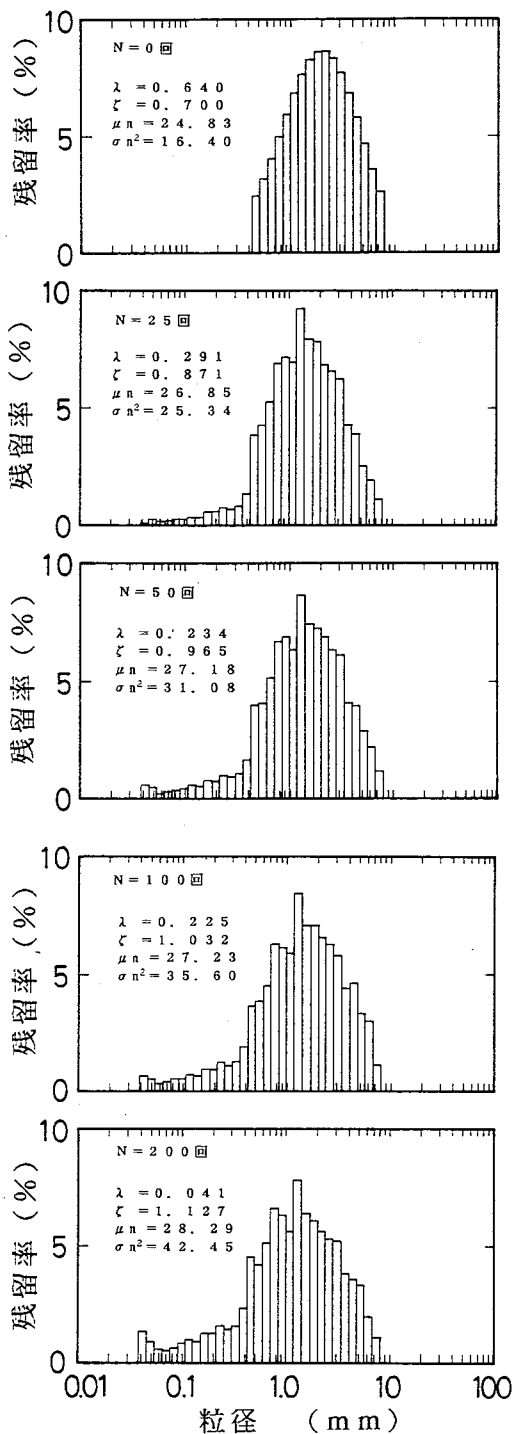 10
N=0回
λ=0.640
ζ=0.700
μn=24.83
σn²=16.40
残留率(%)
5
0
10
N=25回
λ=0.291
ζ=0.871
μn=26.85
σn²=25.34
残留率(%)
5
0
10
N=50回
λ=0.234
ζ=0.965
μn=27.18
σn²=31.08
残留率(%)
5
0
10
N=100回
λ=0.225
ζ=1.032
μn=27.23
σn²=35.60
残留率(%)
5
0
10
N=200回
λ=0.041
ζ=1.127
μn=28.29
σn²=42.45
残留率(%)
5
0
0.01 0.1 1.0 10 100
粒径 (mm)